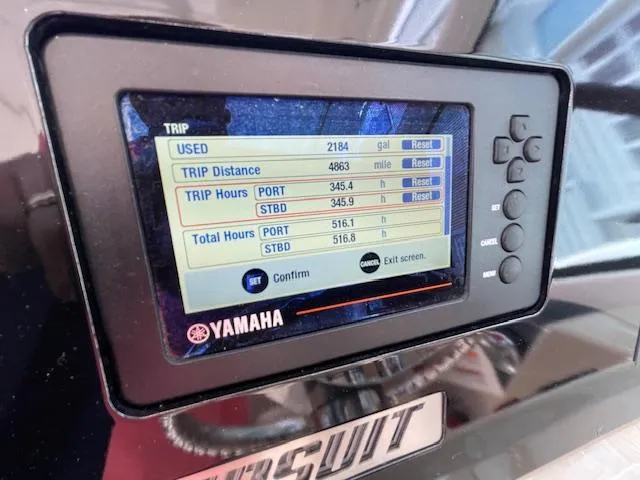 TRIP
USED 2184 gal Reset
TRIP Distance 4863 mile Reset
TRIP Hours PORT 345.4 h Reset
STBD 345.9 h Reset
Total Hours PORT 516.1 h
STBD 516.8 h
SET Confirm CANCEL Exit screen.
YAMAHA
SET
CANCEL
MENU